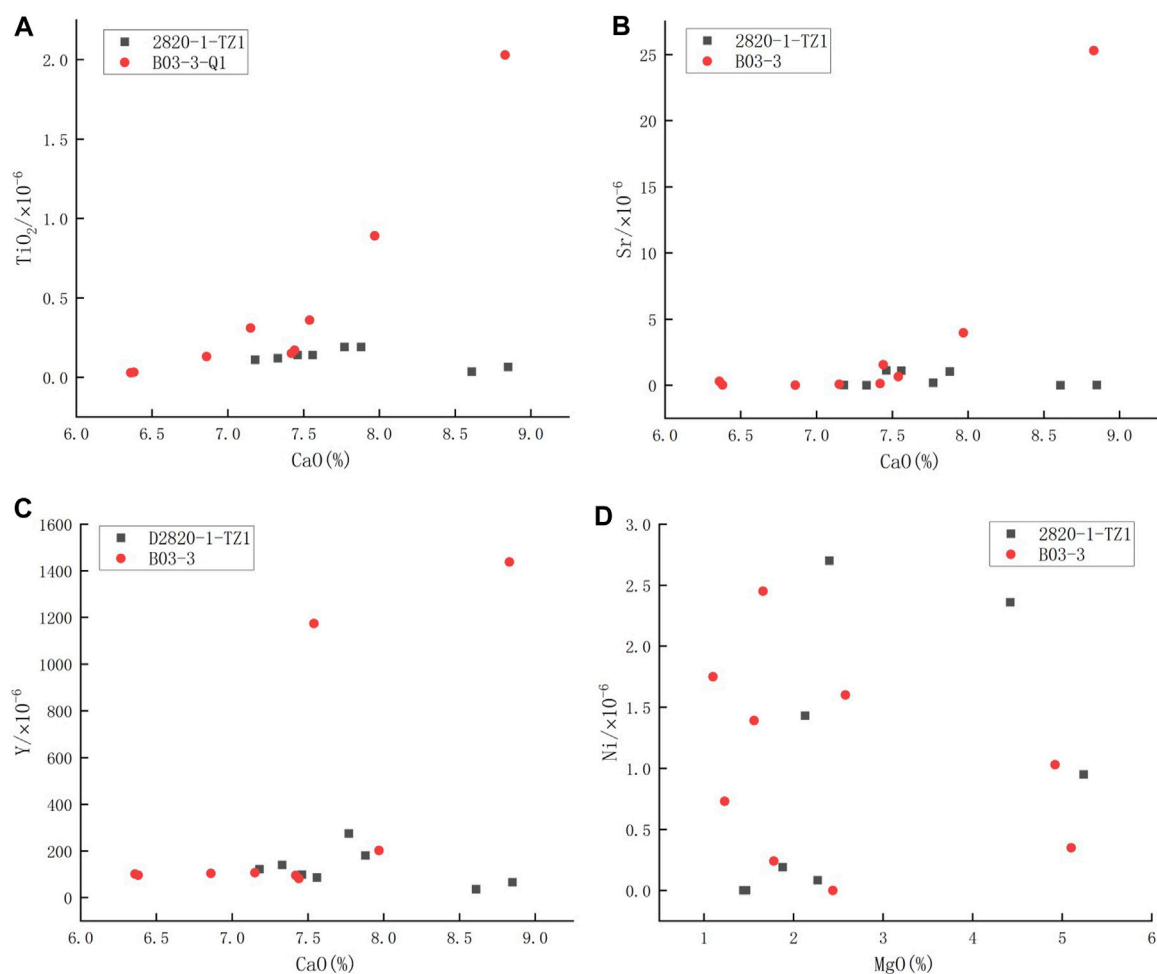 A
2820-1-TZ1
B03-3-Q1
2.0
1.5
1.0
0.5
0.0
TiO₂/×10⁻⁶
6.0 6.5 7.0 7.5 8.0 8.5 9.0
CaO(%)
B
2820-1-TZ1
B03-3
25
20
15
10
5
0
Sr/×10⁻⁶
6.0 6.5 7.0 7.5 8.0 8.5 9.0
CaO(%)
C
D2820-1-TZ1
B03-3
1600
1400
1200
1000
800
600
400
200
0
Y/×10⁻⁶
6.0 6.5 7.0 7.5 8.0 8.5 9.0
CaO(%)
D
2820-1-TZ1
B03-3
3.0
2.5
2.0
1.5
1.0
0.5
0.0
Ni/×10⁻⁶
1 2 3 4 5 6
MgO(%)